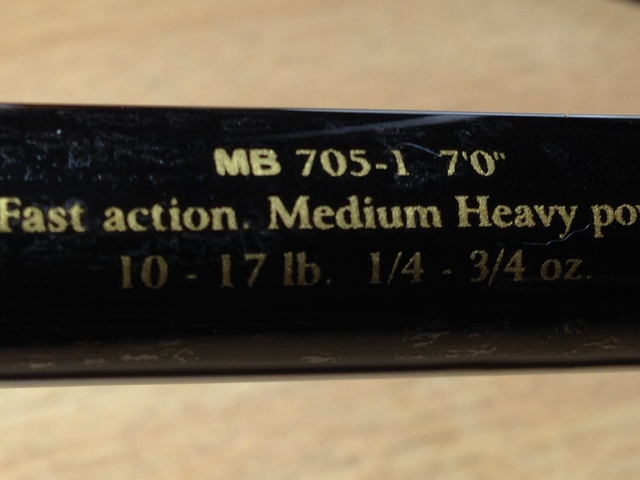 MB 705-1 7'0"
Fast action. Medium Heavy pow
10 - 17 lb. 1/4 - 3/4 oz.